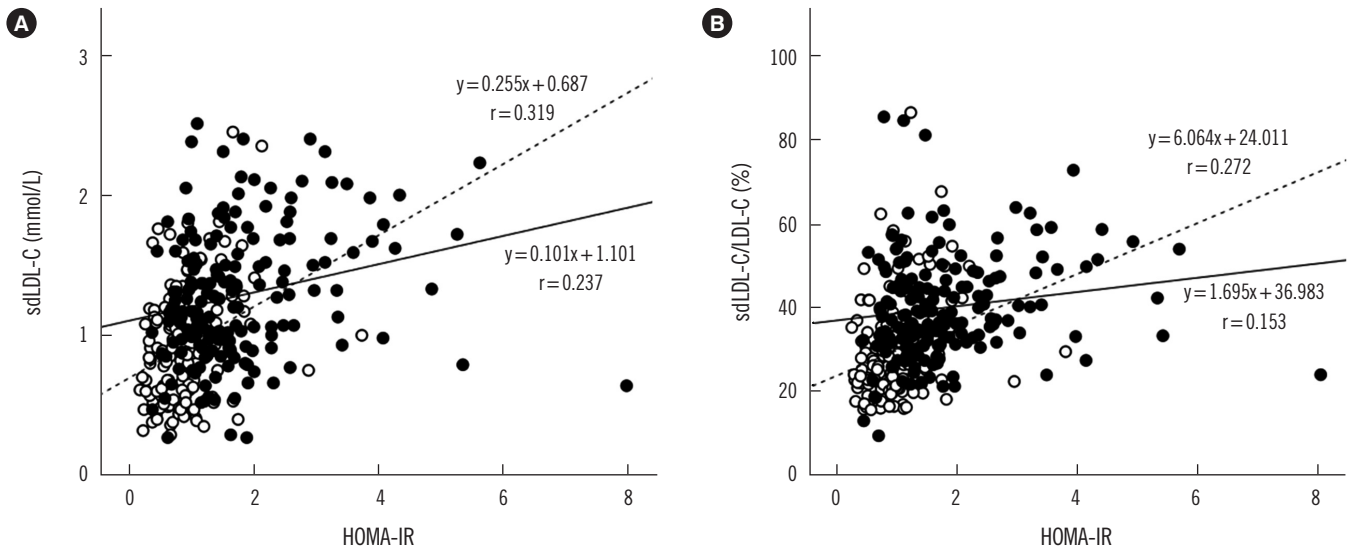 A
3
2
1
0
sdLDL-C (mmol/L)
y=0.255x+0.687
r=0.319
y=0.101x+1.101
r=0.237
0 2 4 6 8
HOMA-IR
B
100
80
60
40
20
0
sdLDL-C/LDL-C (%)
y=6.064x+24.011
r=0.272
y=1.695x+36.983
r=0.153
0 2 4 6 8
HOMA-IR